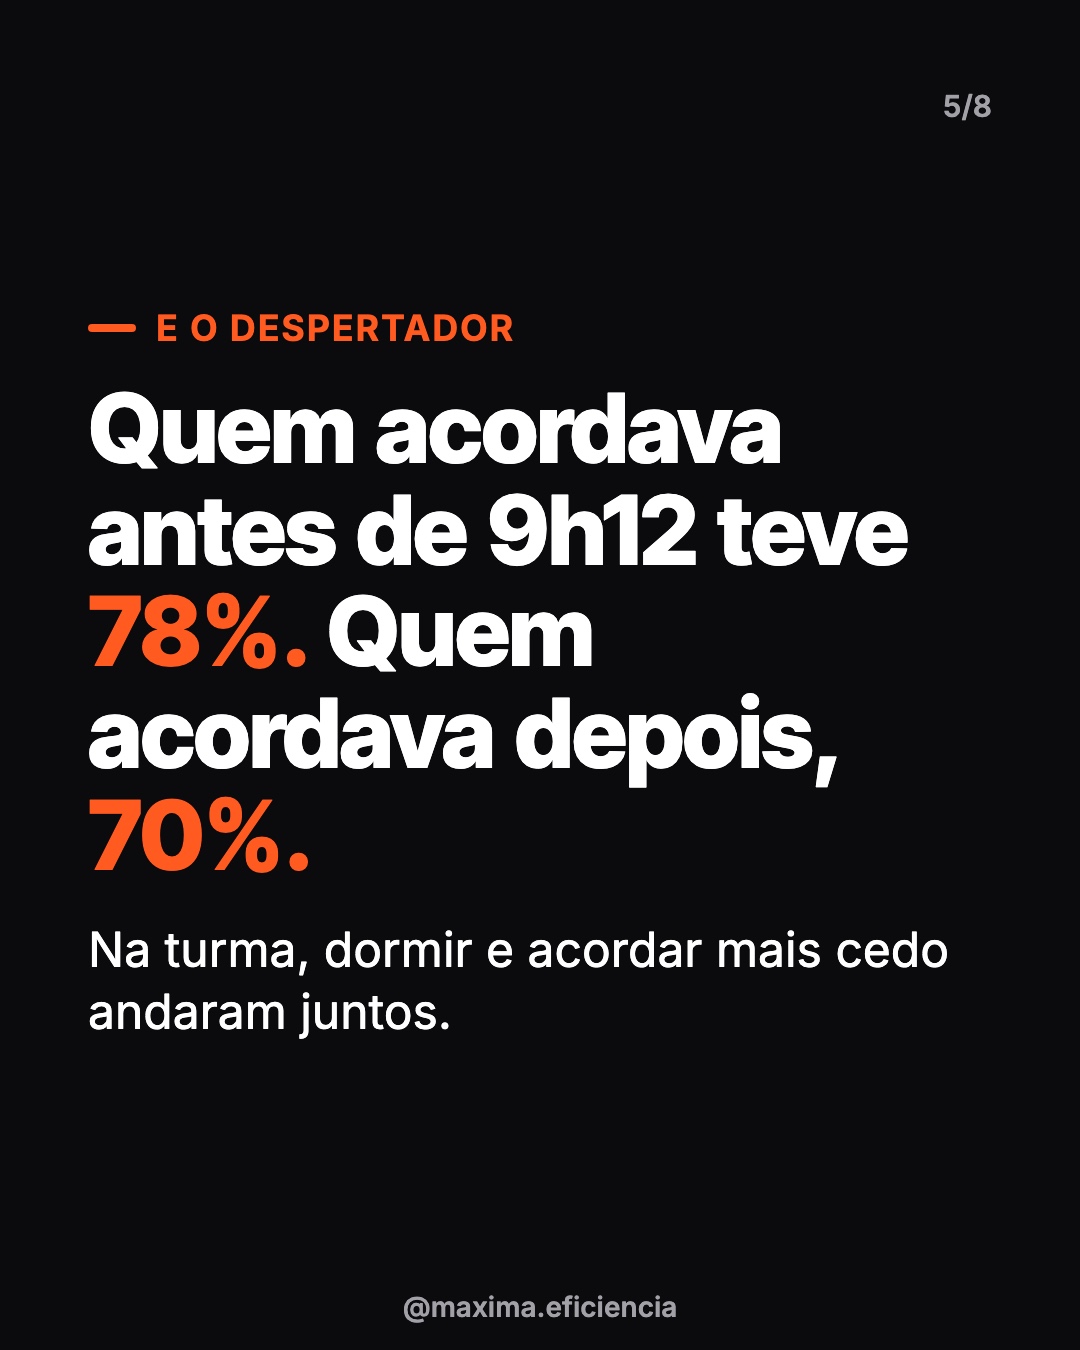 5/8
E O DESPERTADOR
Quem acordava
antes de 9h12 teve
78%. Quem
acordava depois,
70%.
Na turma, dormir e acordar mais cedo
andaram juntos.
@maxima.eficiencia